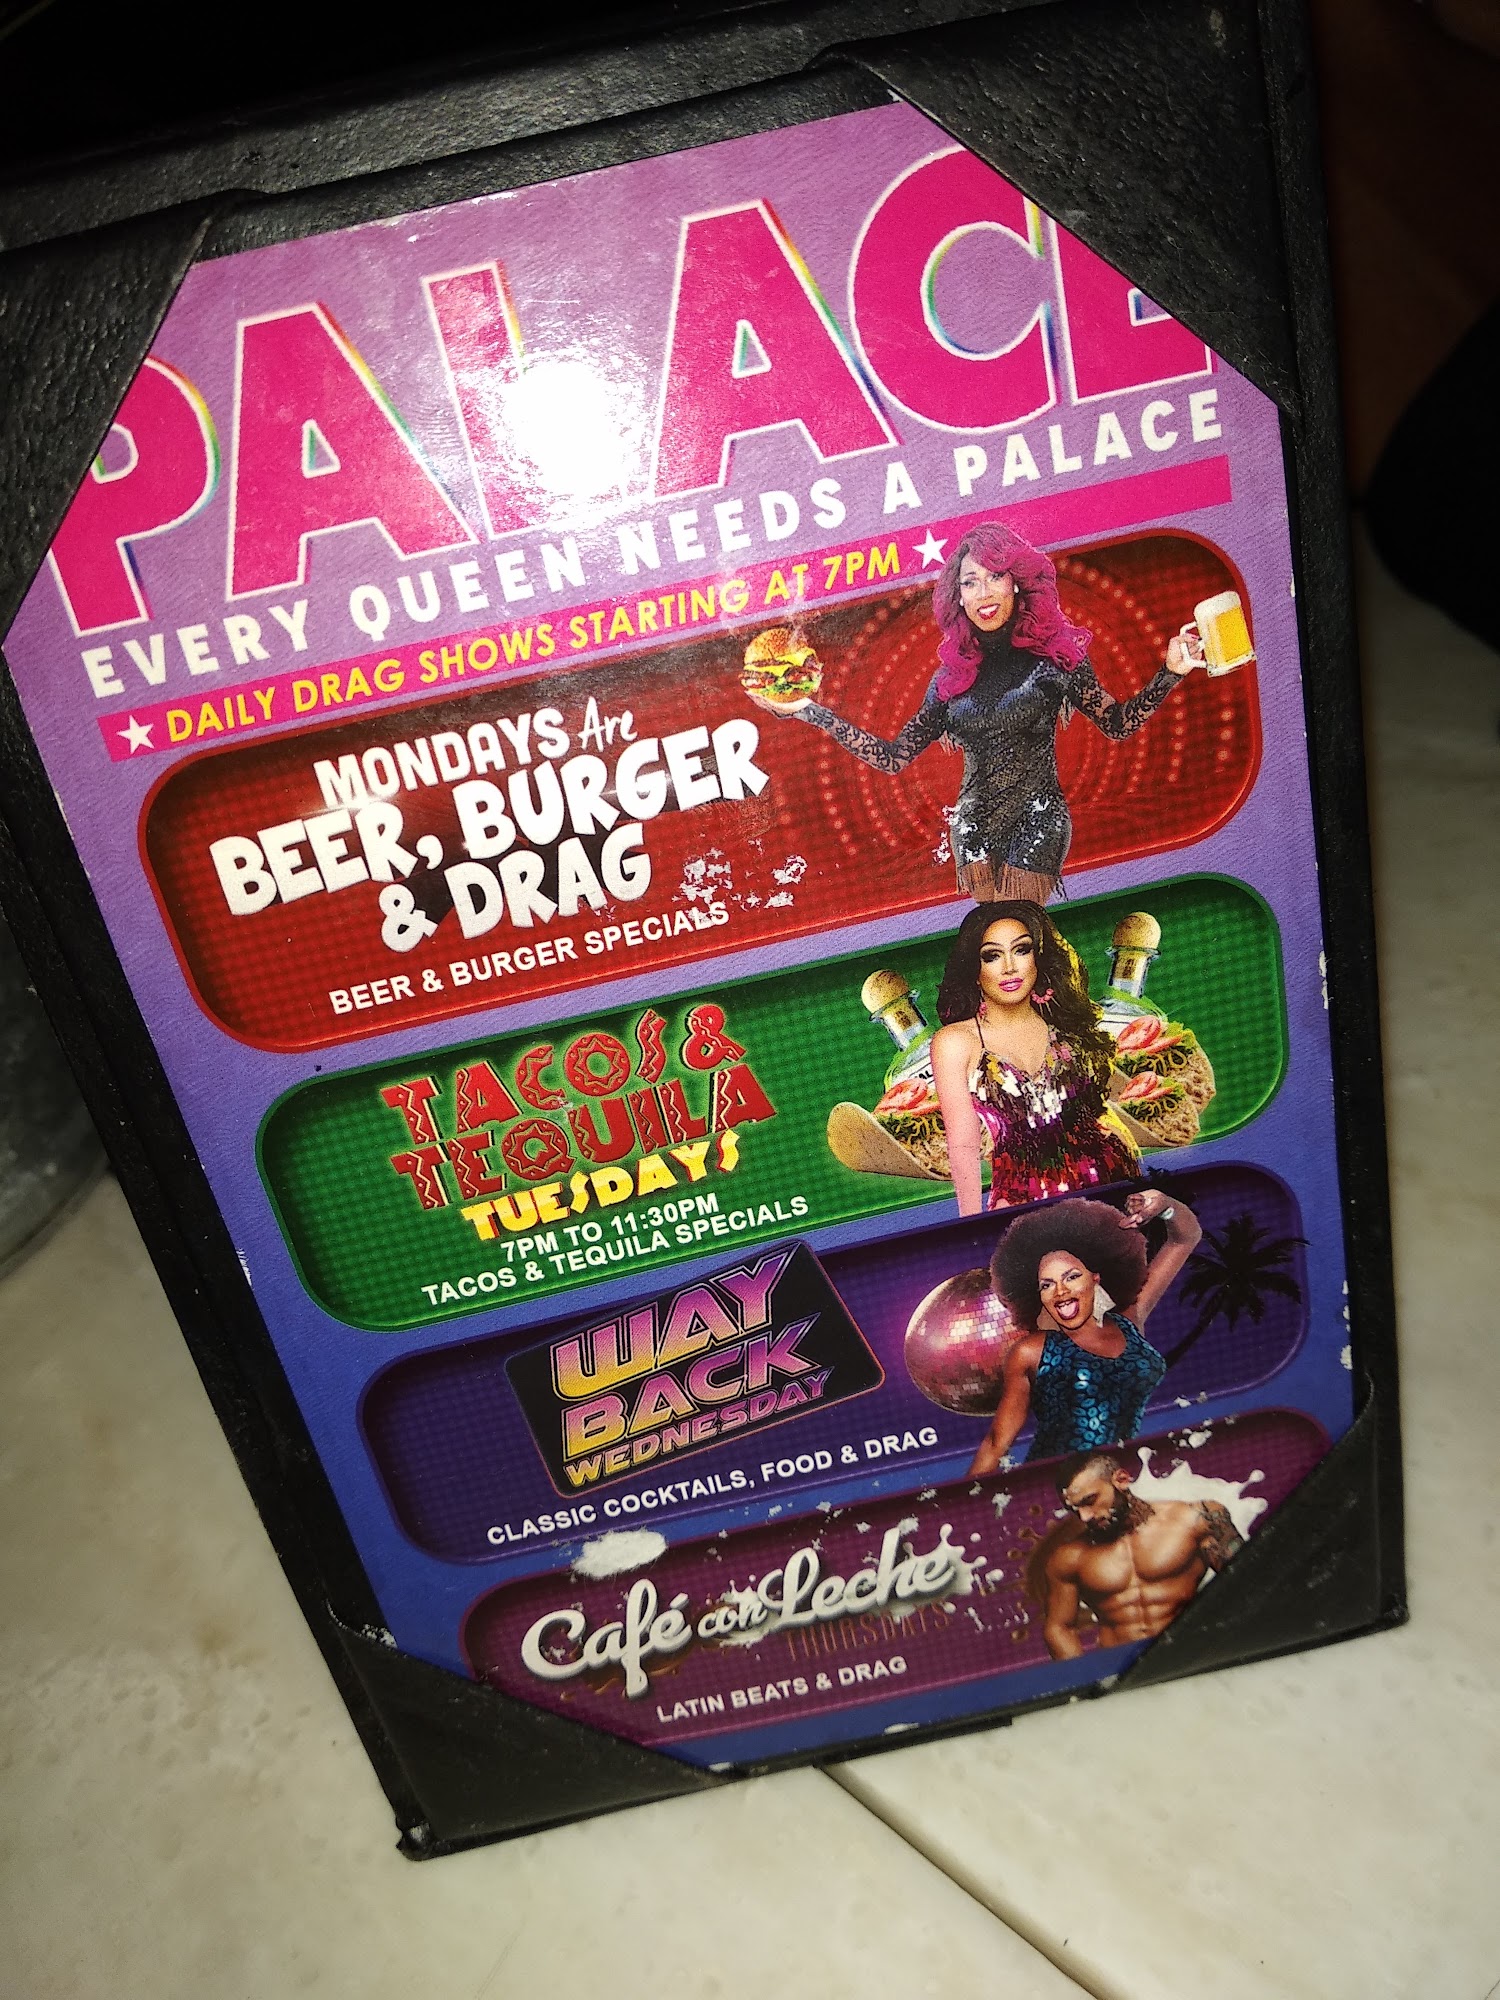 PALACE
EVERY QUEEN NEEDS A PALACE
★ DAILY DRAG SHOWS STARTING AT 7PM ★
MONDAYS Are
BEER, BURGER
& DRAG
BEER & BURGER SPECIALS
TACOS &
TEQUILA
TUESDAYS
7PM TO 11:30PM
TACOS & TEQUILA SPECIALS
WAY
BACK
WEDNESDAY
CLASSIC COCKTAILS, FOOD & DRAG
Café con Leche
THURSDAYS
LATIN BEATS & DRAG